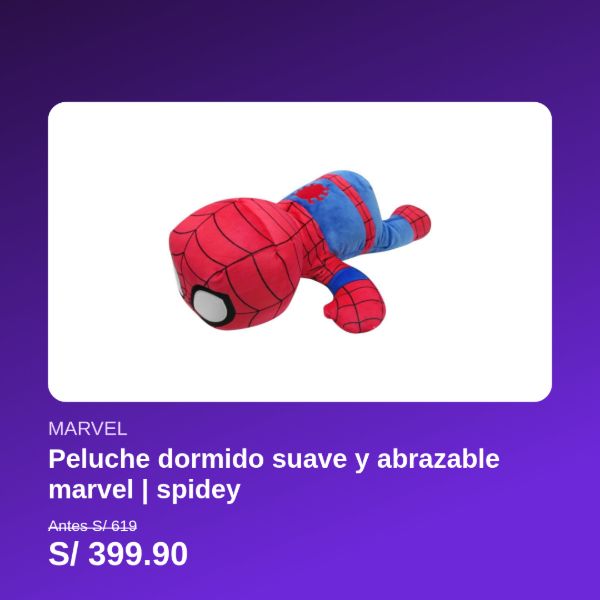 MARVEL
Peluche dormido suave y abrazable
marvel | spidey
Antes S/ 619
S/ 399.90